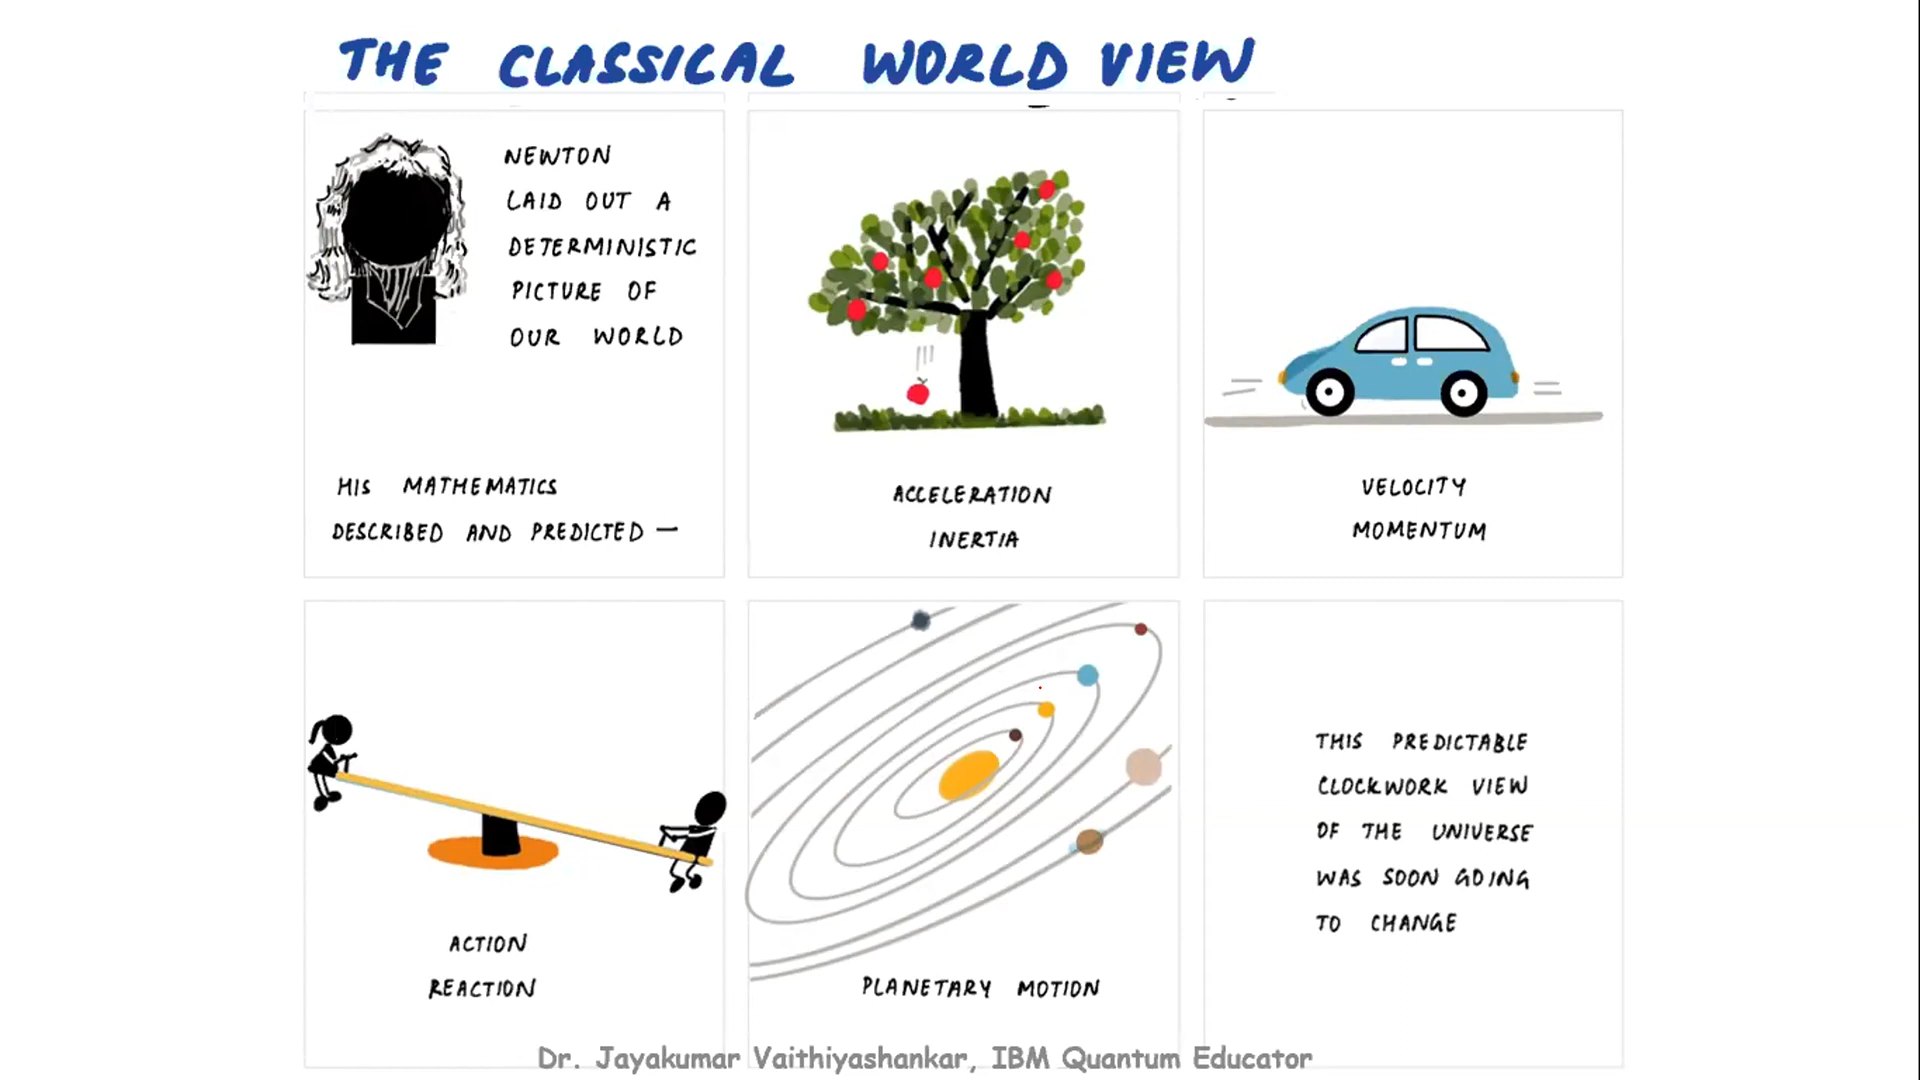 THE CLASSICAL WORLD VIEW
NEWTON
LAID OUT A
DETERMINISTIC
PICTURE OF
OUR WORLD
HIS MATHEMATICS
DESCRIBED AND PREDICTED —
ACCELERATION
INERTIA
VELOCITY
MOMENTUM
ACTION
REACTION
PLANETARY MOTION
THIS PREDICTABLE
CLOCKWORK VIEW
OF THE UNIVERSE
WAS SOON GOING
TO CHANGE
Dr. Jayakumar Vaithiyashankar, IBM Quantum Educator